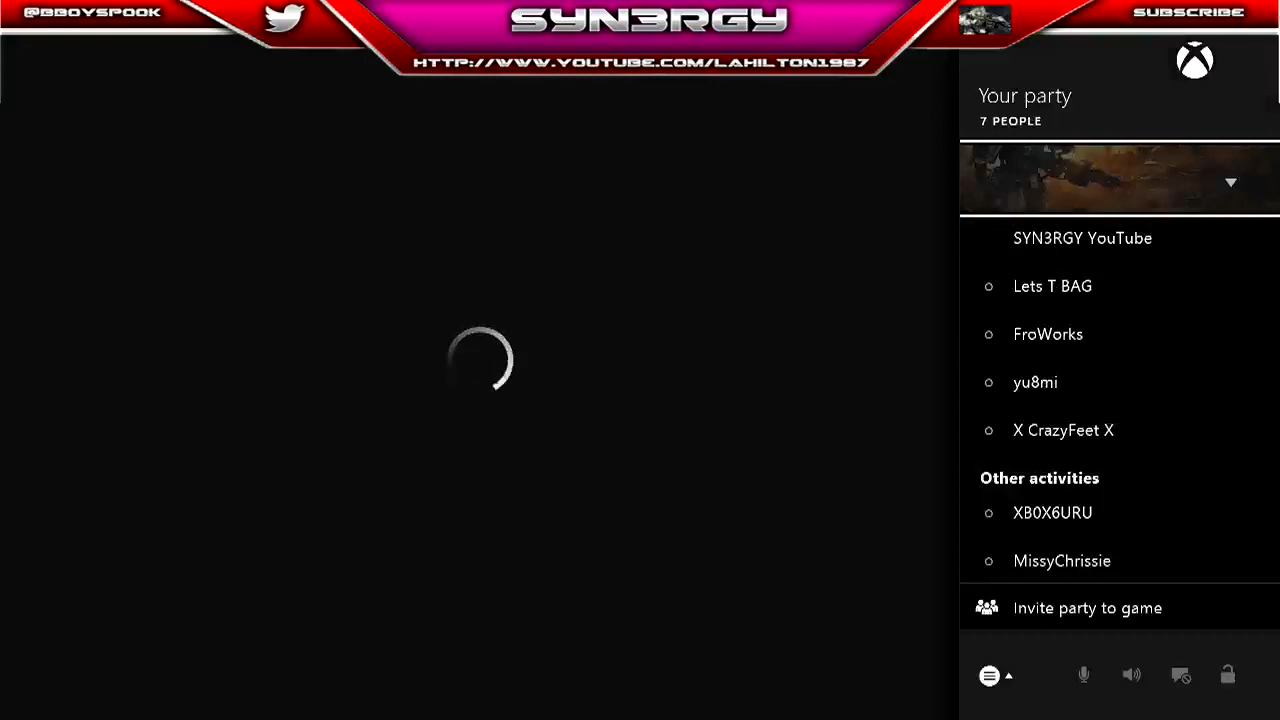 @BBOYSPOOK
SYN3RGY
SUBSCRIBE
HTTP://WWW.YOUTUBE.COM/LAHILTON1987
Your party
7 PEOPLE
SYN3RGY YouTube
Lets T BAG
FroWorks
yu8mi
X CrazyFeet X
Other activities
XB0X6URU
MissyChrissie
Invite party to game